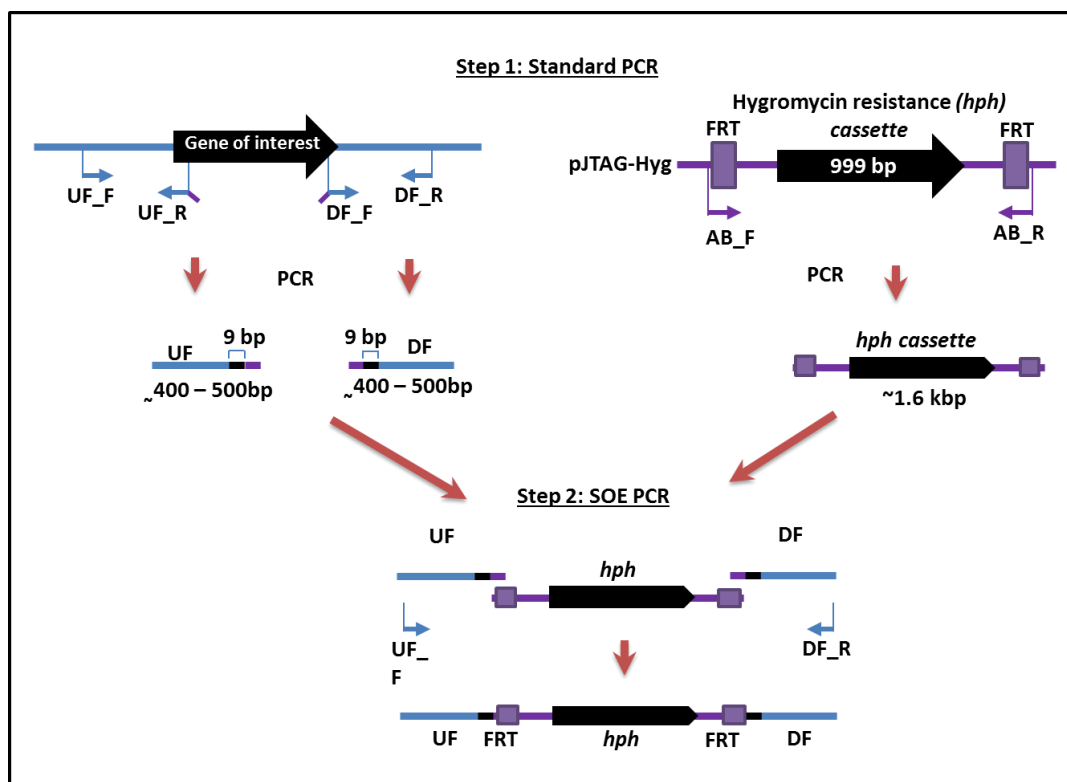 Step 1: Standard PCR
Gene of interest
UF_F
UF_R
DF_F
DF_R
Hygromycin resistance (hph)
cassette
FRT
FRT
pJTAG-Hyg
999 bp
AB_F
AB_R
PCR
PCR
9 bp
UF
~400 – 500bp
9 bp
DF
~400 – 500bp
hph cassette
~1.6 kbp
Step 2: SOE PCR
UF
DF
hph
UF_
F
DF_R
UF
FRT
hph
FRT
DF